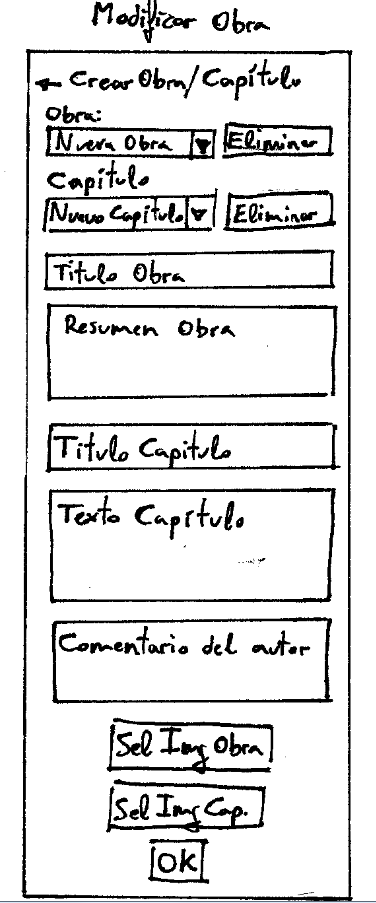 Modificar Obra
← Crear Obra/Capítulo
Obra:
Nueva Obra ▼ Eliminar
Capítulo
Nuevo Capitulo ▼ Eliminar
Titulo Obra
Resumen Obra
Titulo Capitulo
Texto Capítulo
Comentario del autor
Sel Img Obra
Sel Img Cap.
OK